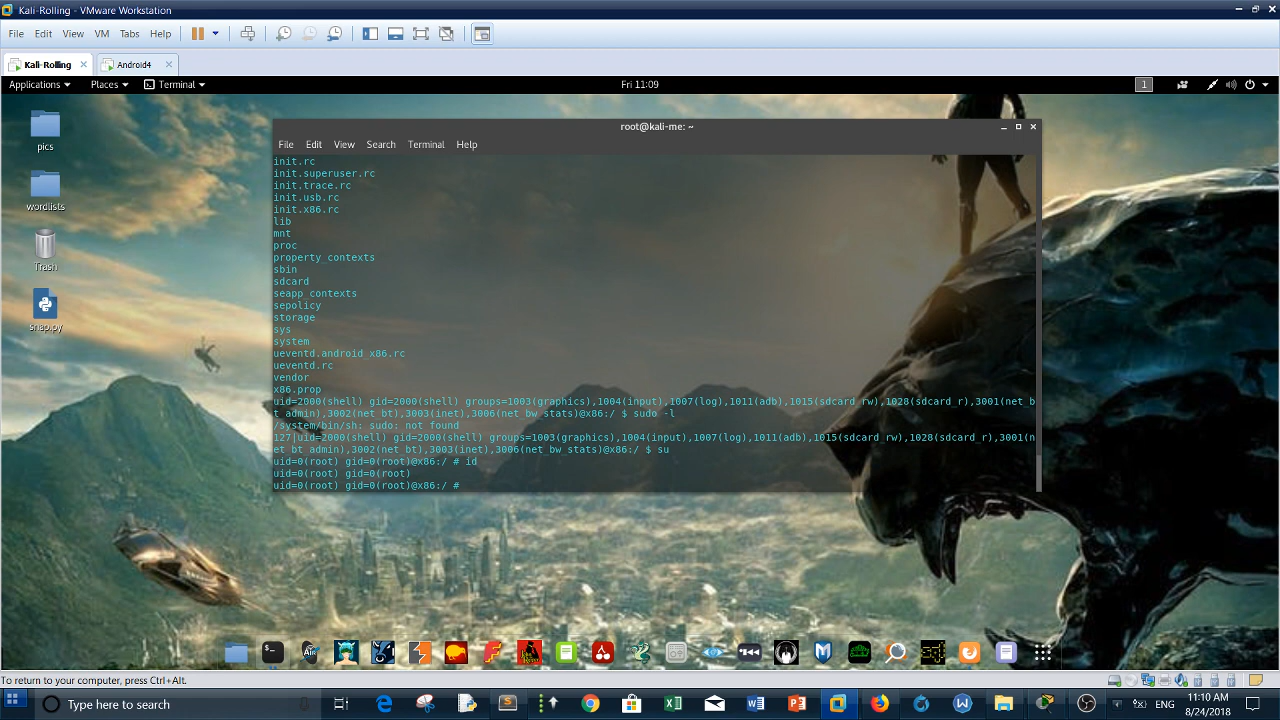 Kali-Rolling - VMware Workstation
File Edit View VM Tabs Help
Kali-Rolling Android4
Applications Places Terminal Fri 11:09 1
pics
wordlists
Trash
snap.py
root@kali-me: ~
File Edit View Search Terminal Help
init.rc
init.superuser.rc
init.trace.rc
init.usb.rc
init.x86.rc
lib
mnt
proc
property_contexts
sbin
sdcard
seapp_contexts
sepolicy
storage
sys
system
ueventd.android_x86.rc
ueventd.rc
vendor
x86.prop
uid=2000(shell) gid=2000(shell) groups=1003(graphics),1004(input),1007(log),1011(adb),1015(sdcard_rw),1028(sdcard_r),3001(net_b
t_admin),3002(net_bt),3003(inet),3006(net_bw_stats)@x86:/ $ sudo -l
/system/bin/sh: sudo: not found
127|uid=2000(shell) gid=2000(shell) groups=1003(graphics),1004(input),1007(log),1011(adb),1015(sdcard_rw),1028(sdcard_r),3001(n
et_bt_admin),3002(net_bt),3003(inet),3006(net_bw_stats)@x86:/ $ su
uid=0(root) gid=0(root)@x86:/ # id
uid=0(root) gid=0(root)
uid=0(root) gid=0(root)@x86:/ #
To return to your computer, press Ctrl+Alt.
Type here to search
ENG
11:10 AM
8/24/2018